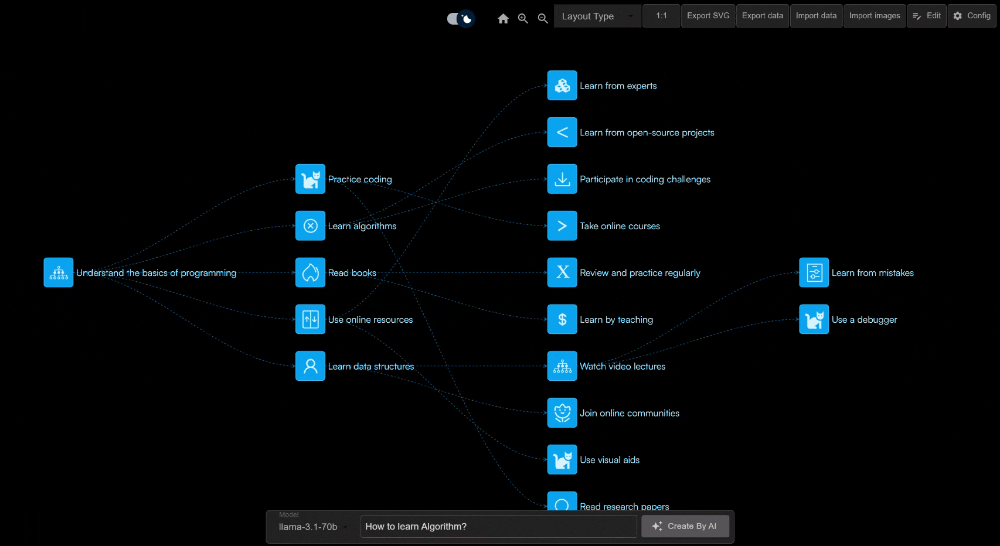 Layout Type
1:1
Export SVG
Export data
Import data
Import images
Edit
Config
Understand the basics of programming
Practice coding
Learn algorithms
Read books
Use online resources
Learn data structures
Learn from experts
Learn from open-source projects
Participate in coding challenges
Take online courses
Review and practice regularly
Learn by teaching
Watch video lectures
Join online communities
Use visual aids
Read research papers
Learn from mistakes
Use a debugger
Model
llama-3.1-70b
How to learn Algorithm?
Create By AI